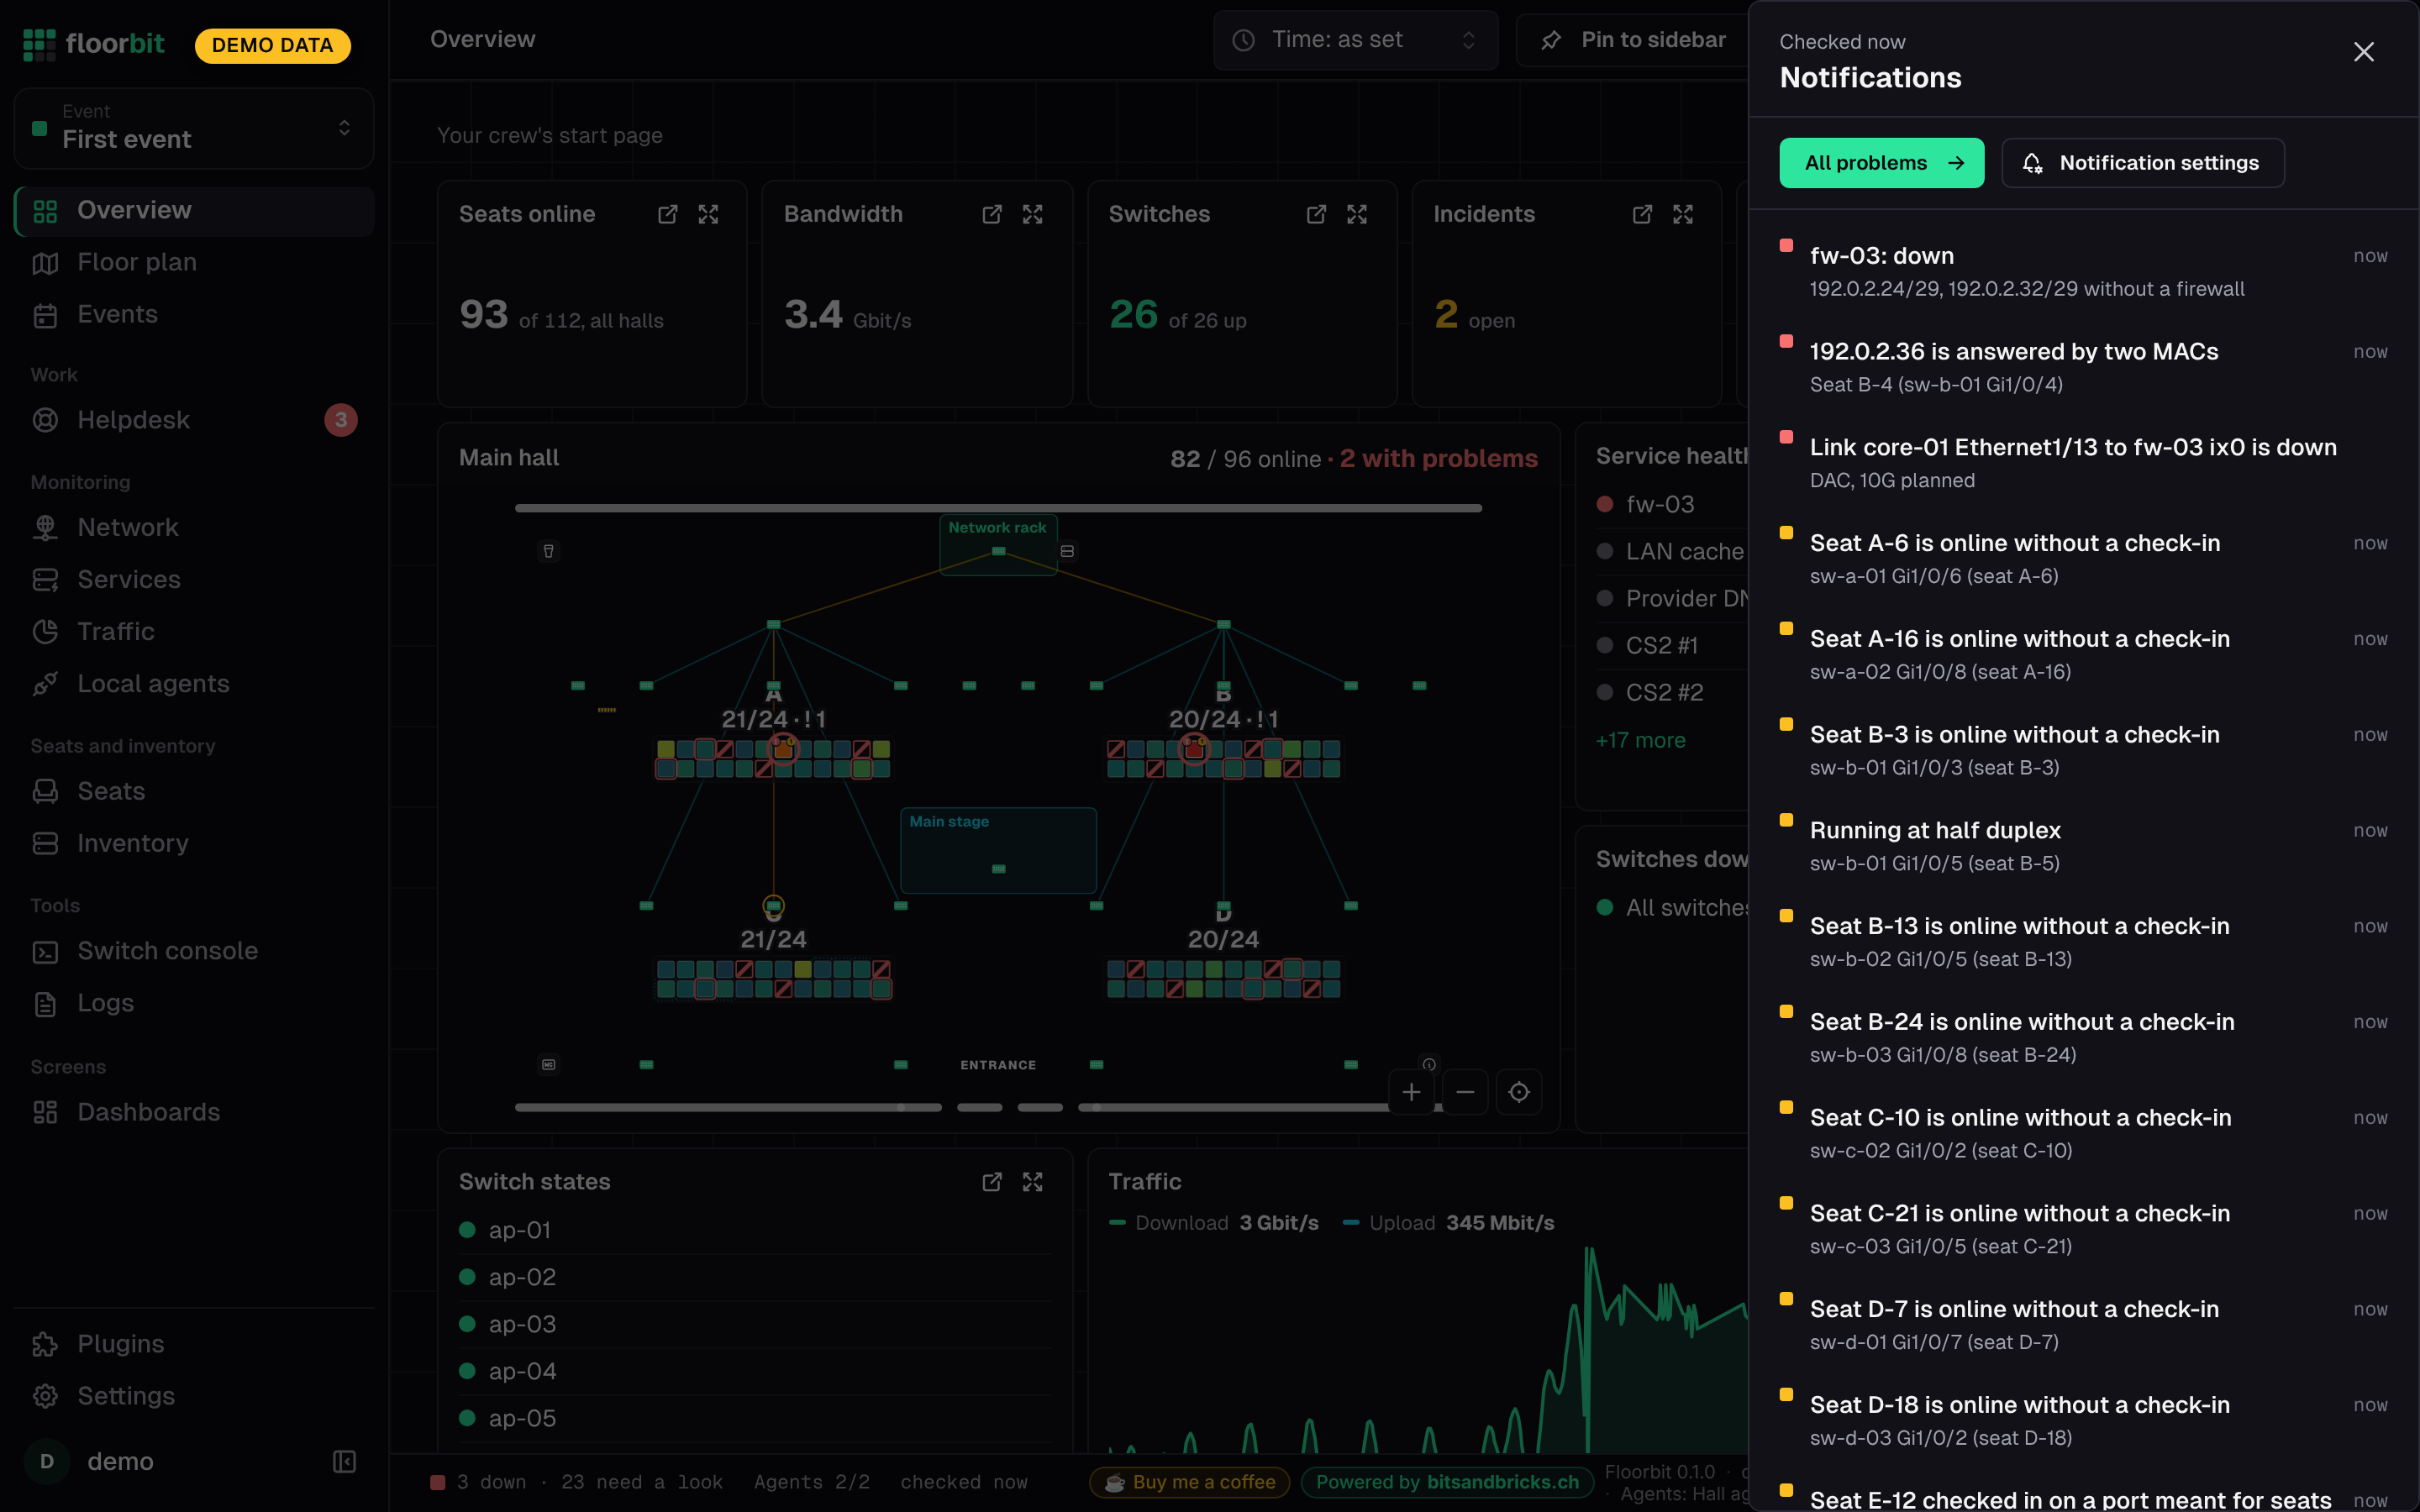 floorbit
DEMO DATA
Event
First event
Overview
Floor plan
Events
Work
Helpdesk
3
Monitoring
Network
Services
Traffic
Local agents
Seats and inventory
Seats
Inventory
Tools
Switch console
Logs
Screens
Dashboards
Plugins
Settings
D
demo
Overview
Time: as set
Pin to sidebar
Your crew's start page
Seats online
93 of 112, all halls
Bandwidth
3.4 Gbit/s
Switches
26 of 26 up
Incidents
2 open
Main hall
82 / 96 online · 2 with problems
Network rack
A
21/24 · ! 1
B
20/24 · ! 1
Main stage
21/24
D
20/24
WC
ENTRANCE
Service health
fw-03
LAN cache
Provider
CS2 #1
CS2 #2
+17 more
Switches
All switches
Switch states
ap-01
ap-02
ap-03
ap-04
ap-05
Traffic
Download 3 Gbit/s
Upload 345 Mbit/s
3 down · 23 need a look
Agents 2/2
checked now
Buy me a coffee
Powered by bitsandbricks.ch
Floorbit 0.1.0 ·
· Agents: Hall
Checked now
Notifications
All problems
Notification settings
fw-03: down
now
192.0.2.24/29, 192.0.2.32/29 without a firewall
192.0.2.36 is answered by two MACs
now
Seat B-4 (sw-b-01 Gi1/0/4)
Link core-01 Ethernet1/13 to fw-03 ix0 is down
DAC, 10G planned
Seat A-6 is online without a check-in
now
sw-a-01 Gi1/0/6 (seat A-6)
Seat A-16 is online without a check-in
now
sw-a-02 Gi1/0/8 (seat A-16)
Seat B-3 is online without a check-in
now
sw-b-01 Gi1/0/3 (seat B-3)
Running at half duplex
now
sw-b-01 Gi1/0/5 (seat B-5)
Seat B-13 is online without a check-in
now
sw-b-02 Gi1/0/5 (seat B-13)
Seat B-24 is online without a check-in
now
sw-b-03 Gi1/0/8 (seat B-24)
Seat C-10 is online without a check-in
now
sw-c-02 Gi1/0/2 (seat C-10)
Seat C-21 is online without a check-in
now
sw-c-03 Gi1/0/5 (seat C-21)
Seat D-7 is online without a check-in
now
sw-d-01 Gi1/0/7 (seat D-7)
Seat D-18 is online without a check-in
now
sw-d-03 Gi1/0/2 (seat D-18)
Seat E-12 checked in on a port meant for seats
now